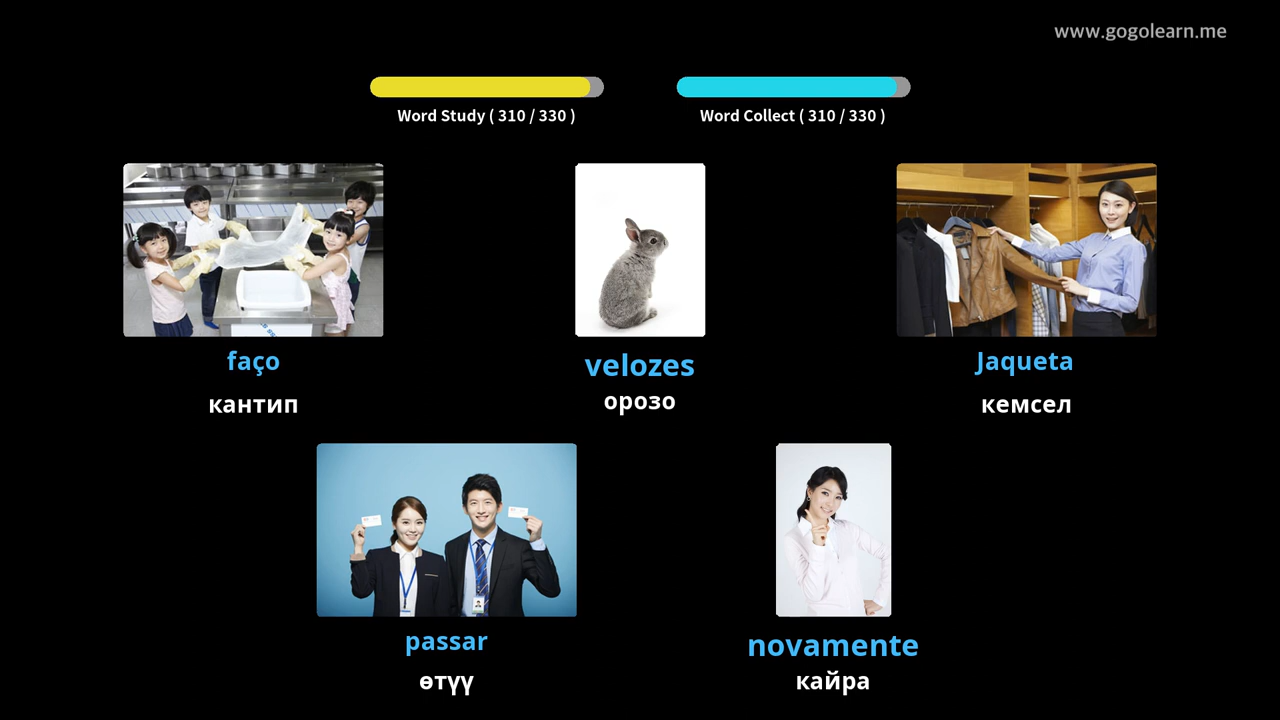 www.gogolearn.me
Word Study ( 310 / 330 )
Word Collect ( 310 / 330 )
faço
кантип
velozes
орозо
Jaqueta
кемсел
passar
өтүү
novamente
кайра